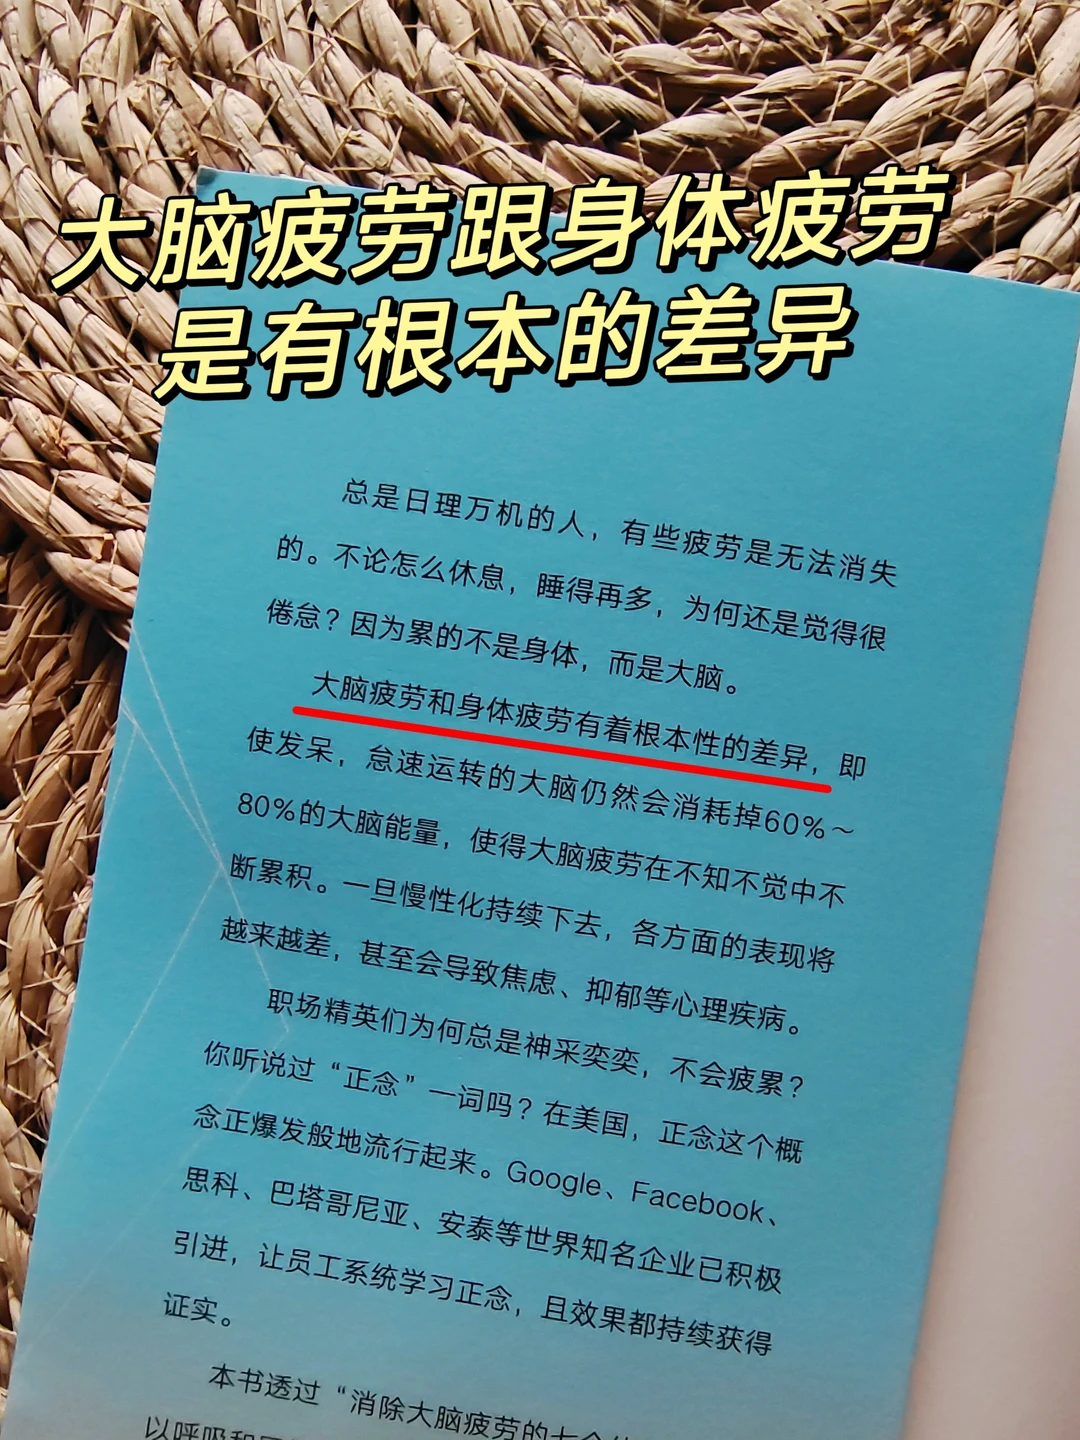 大脑疲劳跟身体疲劳
是有根本的差异
总是日理万机的人，有些疲劳是无法消失
的。不论怎么休息，睡得再多，为何还是觉得很
倦怠？因为累的不是身体，而是大脑。
大脑疲劳和身体疲劳有着根本性的差异，即
使发呆，怠速运转的大脑仍然会消耗掉60%～
80%的大脑能量，使得大脑疲劳在不知不觉中不
断累积。一旦慢性化持续下去，各方面的表现将
越来越差，甚至会导致焦虑、抑郁等心理疾病。
职场精英们为何总是神采奕奕，不会疲累？
你听说过“正念”一词吗？在美国，正念这个概
念正爆发般地流行起来。Google、Facebook、
思科、巴塔哥尼亚、安泰等世界知名企业已积极
引进，让员工系统学习正念，且效果都持续获得
证实。
本书透过“消除大脑疲劳的七个
以呼吸和